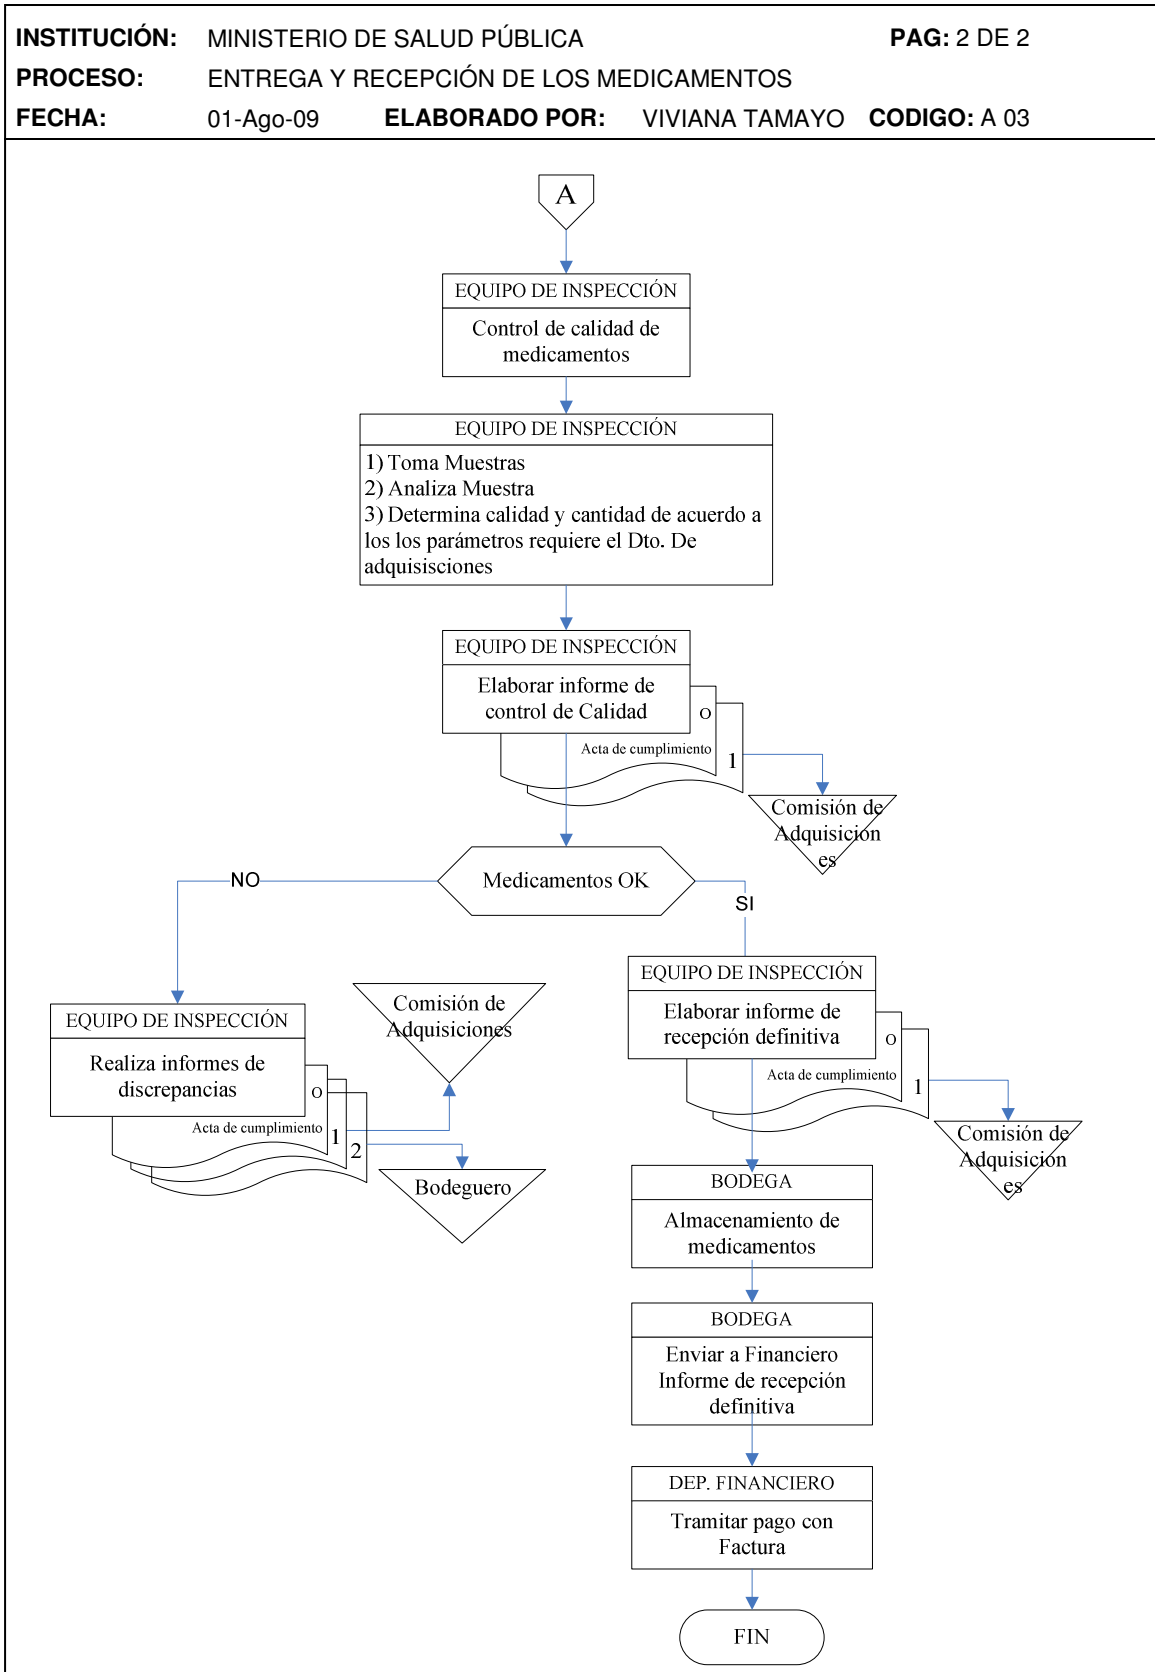 INSTITUCIÓN: MINISTERIO DE SALUD PÚBLICA PAG: 2 DE 2
PROCESO: ENTREGA Y RECEPCIÓN DE LOS MEDICAMENTOS
FECHA: 01-Ago-09 ELABORADO POR: VIVIANA TAMAYO CODIGO: A 03
A
EQUIPO DE INSPECCIÓN
Control de calidad de
medicamentos
EQUIPO DE INSPECCIÓN
1) Toma Muestras
2) Analiza Muestra
3) Determina calidad y cantidad de acuerdo a
los los parámetros requiere el Dto. De
adquisisciones
EQUIPO DE INSPECCIÓN
Elaborar informe de
control de Calidad
O
Acta de cumplimiento
1
Comisión de
Adquisicion
es
Medicamentos OK
NO
SI
EQUIPO DE INSPECCIÓN
Realiza informes de
discrepancias
O
Acta de cumplimiento
1
2
Comisión de
Adquisiciones
Bodeguero
EQUIPO DE INSPECCIÓN
Elaborar informe de
recepción definitiva
O
Acta de cumplimiento
1
Comisión de
Adquisicion
es
BODEGA
Almacenamiento de
medicamentos
BODEGA
Enviar a Financiero
Informe de recepción
definitiva
DEP. FINANCIERO
Tramitar pago con
Factura
FIN